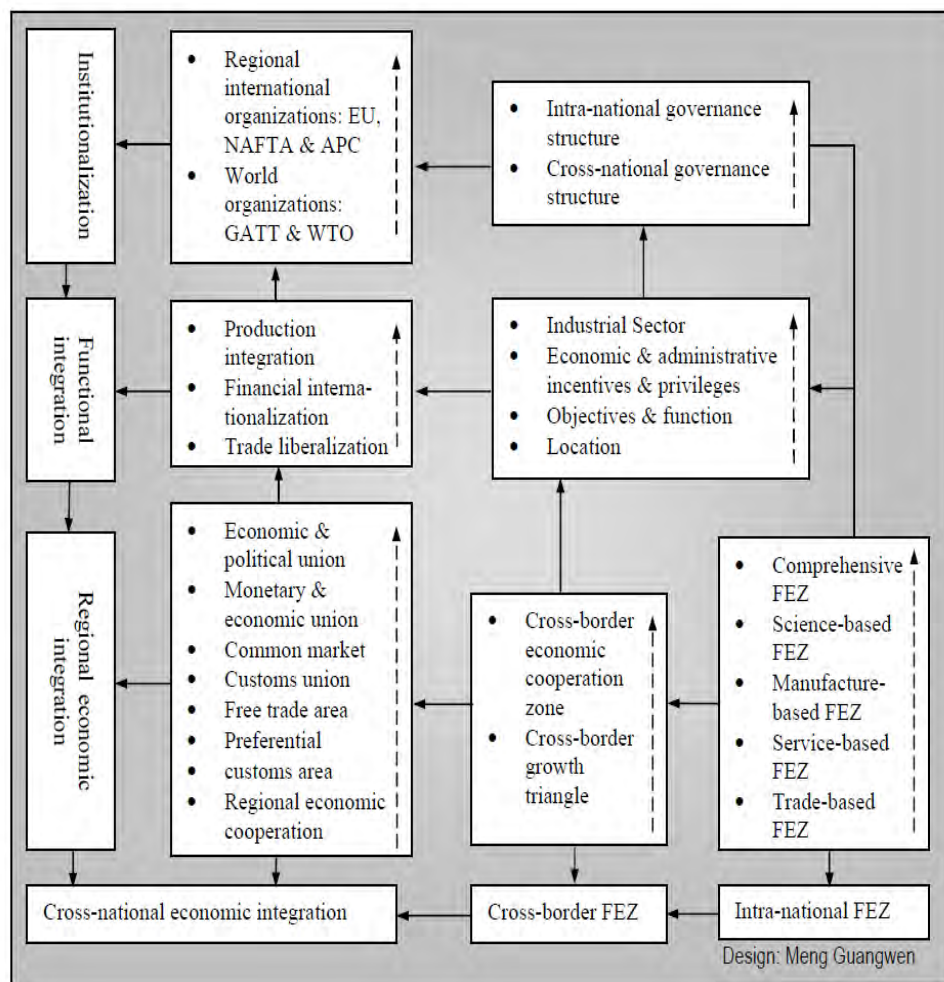 Institutionalization
• Regional
international
organizations: EU,
NAFTA & APC
• World
organizations:
GATT & WTO
• Intra-national governance
structure
• Cross-national governance
structure
Functional
integration
• Production
integration
• Financial interna-
tionalization
• Trade liberalization
• Industrial Sector
• Economic & administrative
incentives & privileges
• Objectives & function
• Location
Regional economic
integration
• Economic &
political union
• Monetary &
economic union
• Common market
• Customs union
• Free trade area
• Preferential
• customs area
• Regional economic
cooperation
• Cross-border
economic
cooperation
zone
• Cross-border
growth
triangle
• Comprehensive
FEZ
• Science-based
FEZ
• Manufacture-
based FEZ
• Service-based
FEZ
• Trade-based
FEZ
Cross-national economic integration
Cross-border FEZ
Intra-national FEZ
Design: Meng Guangwen